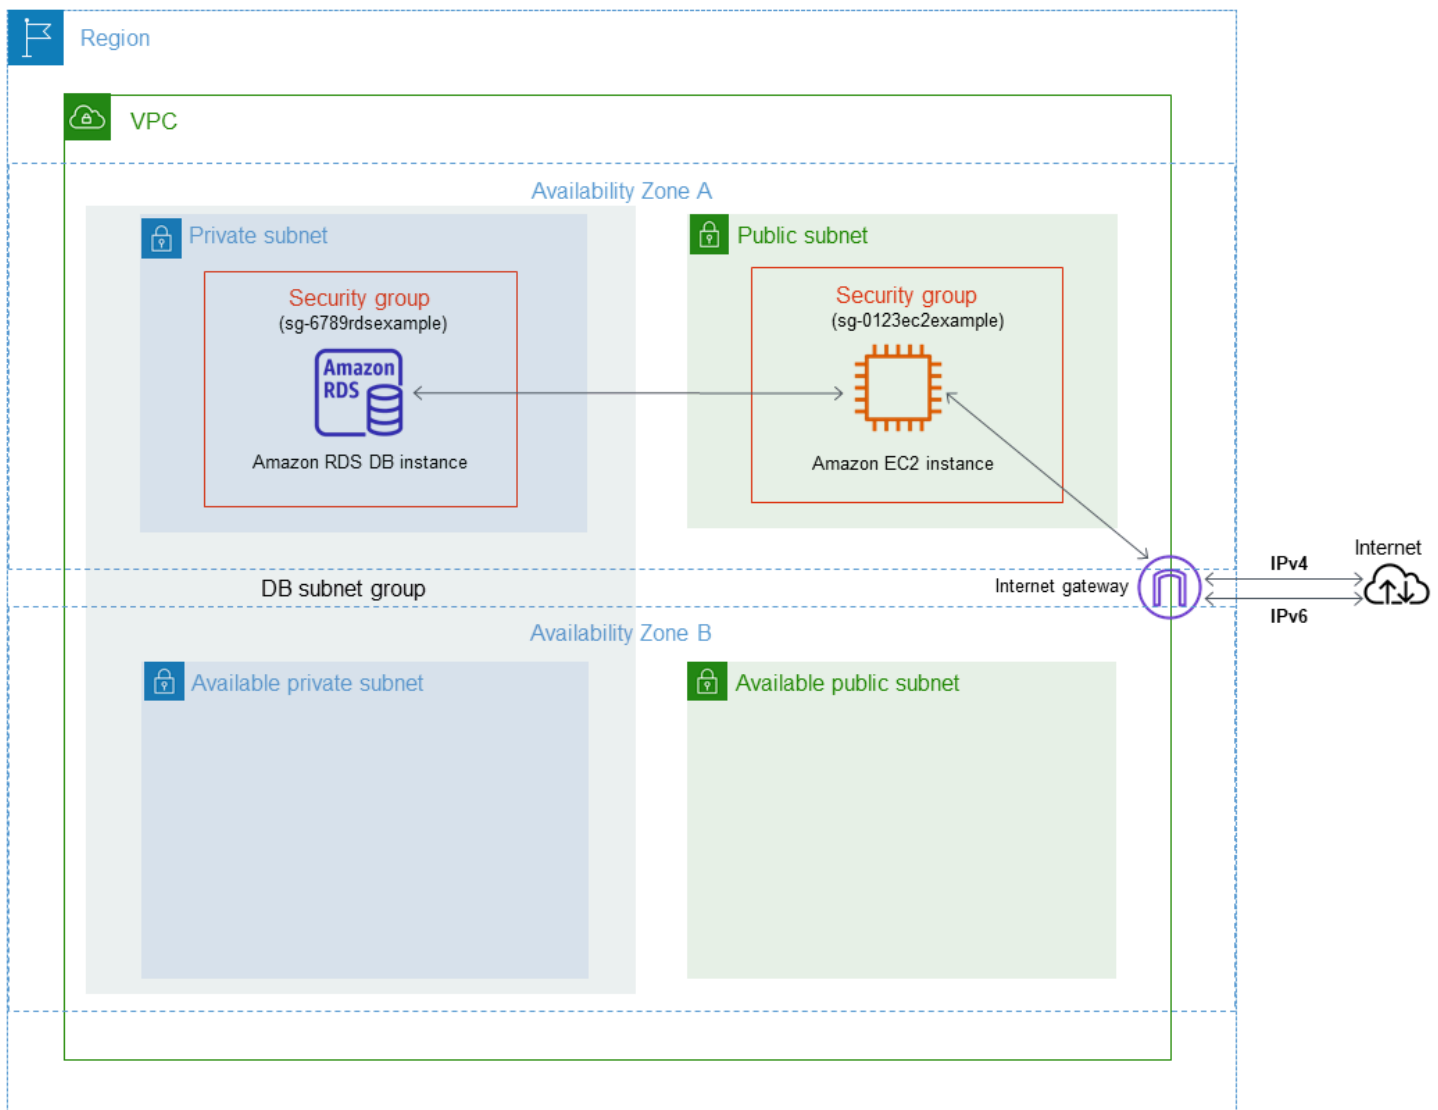 Region
VPC
Availability Zone A
Private subnet
Public subnet
Security group
(sg-6789rdsexample)
Security group
(sg-0123ec2example)
Amazon
RDS
Amazon RDS DB instance
Amazon EC2 instance
Internet
IPv4
DB subnet group
Internet gateway
IPv6
Availability Zone B
Available private subnet
Available public subnet